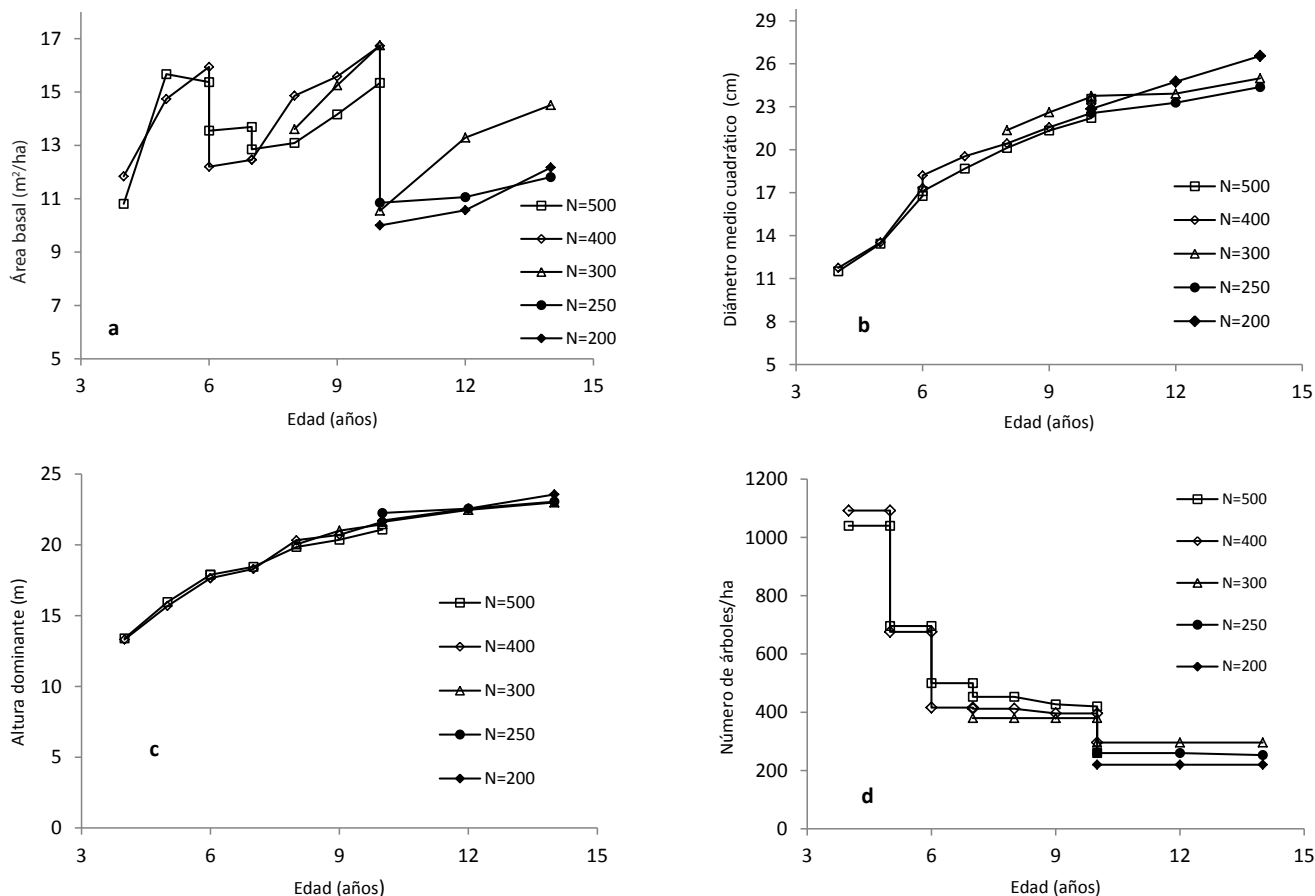 Área basal (m²/ha)
17
15
13
11
9
7
5
3
6
9
12
15
Edad (años)
a
N=500
N=400
N=300
N=250
N=200
Diámetro medio cuadrático (cm)
29
26
23
20
17
14
11
8
5
3
6
9
12
15
Edad (años)
b
N=500
N=400
N=300
N=250
N=200
Altura dominante (m)
25
20
15
10
5
0
3
6
9
12
15
Edad (años)
c
N=500
N=400
N=300
N=250
N=200
Número de árboles/ha
1200
1000
800
600
400
200
0
3
6
9
12
15
Edad (años)
d
N=500
N=400
N=300
N=250
N=200